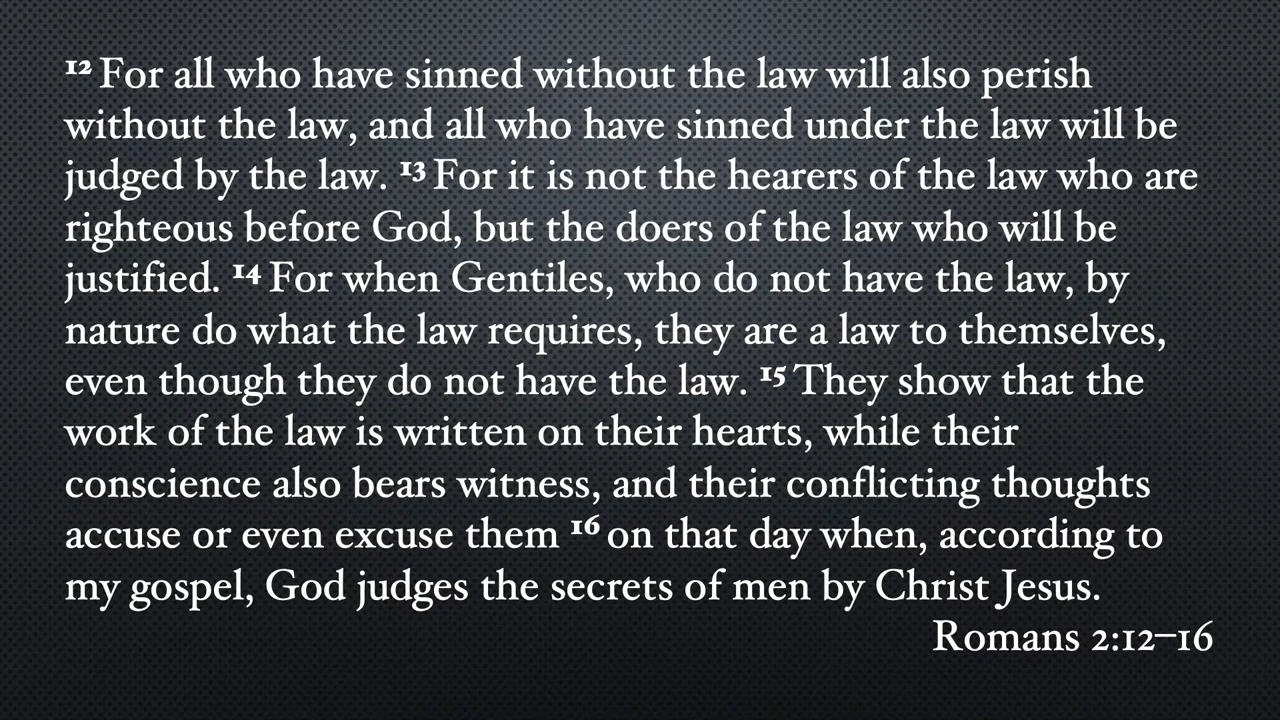 12 For all who have sinned without the law will also perish
without the law, and all who have sinned under the law will be
judged by the law. 13 For it is not the hearers of the law who are
righteous before God, but the doers of the law who will be
justified. 14 For when Gentiles, who do not have the law, by
nature do what the law requires, they are a law to themselves,
even though they do not have the law. 15 They show that the
work of the law is written on their hearts, while their
conscience also bears witness, and their conflicting thoughts
accuse or even excuse them 16 on that day when, according to
my gospel, God judges the secrets of men by Christ Jesus.
Romans 2:12–16